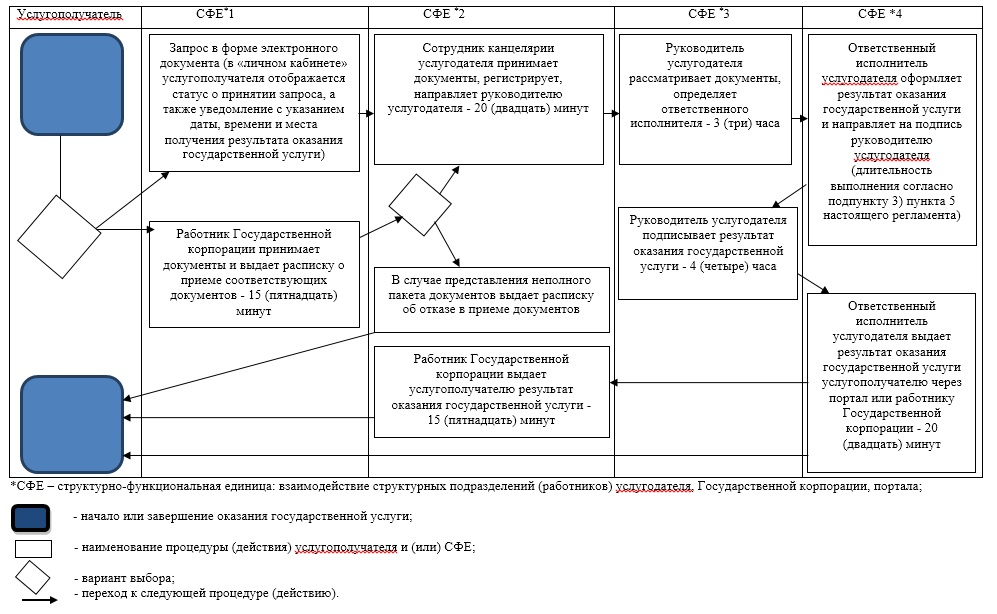 Услугополучатель
СФЕ*1
СФЕ *2
СФЕ *3
СФЕ *4
Запрос в форме электронного
документа (в «личном кабинете»
услугополучателя отображается
статус о принятии запроса, а
также уведомление с указанием
даты, времени и места
получения результата оказания
государственной услуги)
Работник Государственной
корпорации принимает
документы и выдает расписку о
приеме соответствующих
документов - 15 (пятнадцать)
минут
Сотрудник канцелярии
услугодателя принимает
документы, регистрирует,
направляет руководителю
услугодателя - 20 (двадцать) минут
В случае представления неполного
пакета документов выдает расписку
об отказе в приеме документов
Работник Государственной
корпорации выдает
услугополучателю результат
оказания государственной услуги -
15 (пятнадцать) минут
Руководитель
услугодателя
рассматривает документы,
определяет
ответственного
исполнителя - 3 (три) часа
Руководитель услугодателя
подписывает результат
оказания государственной
услуги - 4 (четыре) часа
Ответственный
исполнитель
услугодателя оформляет
результат оказания
государственной услуги
и направляет на подпись
руководителю
услугодателя
(длительность
выполнения согласно
подпункту 3) пункта 5
настоящего регламента)
Ответственный
исполнитель
услугодателя выдает
результат оказания
государственной услуги
услугополучателю через
портал или работнику
Государственной
корпорации - 20
(двадцать) минут
*СФЕ – структурно-функциональная единица: взаимодействие структурных подразделений (работников) услугодателя, Государственной корпорации, портала;
- начало или завершение оказания государственной услуги;
- наименование процедуры (действия) услугополучателя и (или) СФЕ;
- вариант выбора;
- переход к следующей процедуре (действию).